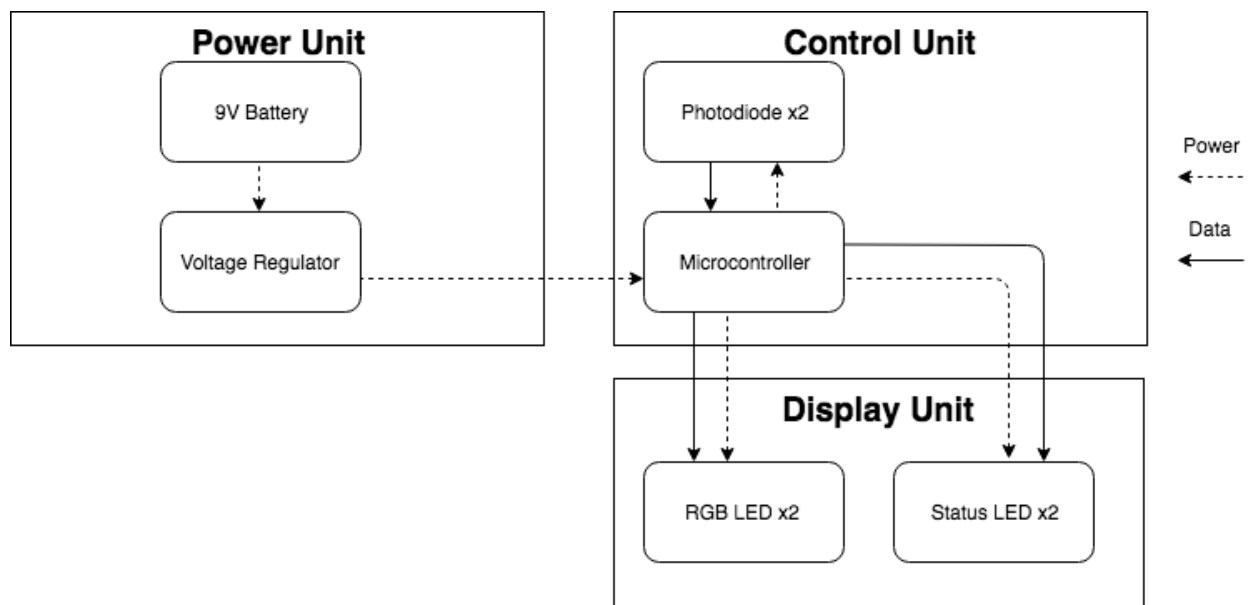 Power Unit
9V Battery
Voltage Regulator
Control Unit
Photodiode x2
Microcontroller
Power
Data
Display Unit
RGB LED x2
Status LED x2